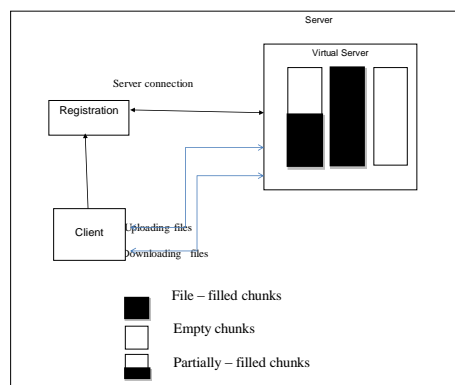 Server
Virtual Server
Server connection
Registration
Client
Uploading files
Downloading files
File – filled chunks
Empty chunks
Partially – filled chunks